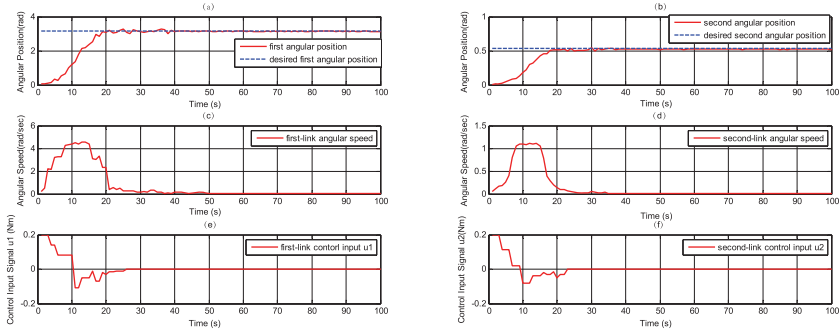 (a)
Angular Position(rad)
4
2
0
first angular position
desired first angular position
0 10 20 30 40 50 60 70 80 90 100
Time (s)
(b)
Angular Position(rad)
1
0.5
0
second angular position
desired second angular position
0 10 20 30 40 50 60 70 80 90 100
Time (s)
(c)
Angular Speed(rad/sec)
6
4
2
0
first-link angular speed
0 10 20 30 40 50 60 70 80 90 100
Time (s)
(d)
Angular Speed(rad/sec)
1.5
1
0.5
0
second-link angular speed
0 10 20 30 40 50 60 70 80 90 100
Time (s)
(e)
Control Input Signal u1 (Nm)
0.2
0
-0.2
first-link contorl input u1
0 10 20 30 40 50 60 70 80 90 100
Time (s)
(f)
Control Input Signal u2(Nm)
0.2
0
-0.2
second-link control input u2
0 10 20 30 40 50 60 70 80 90 100
Time (s)